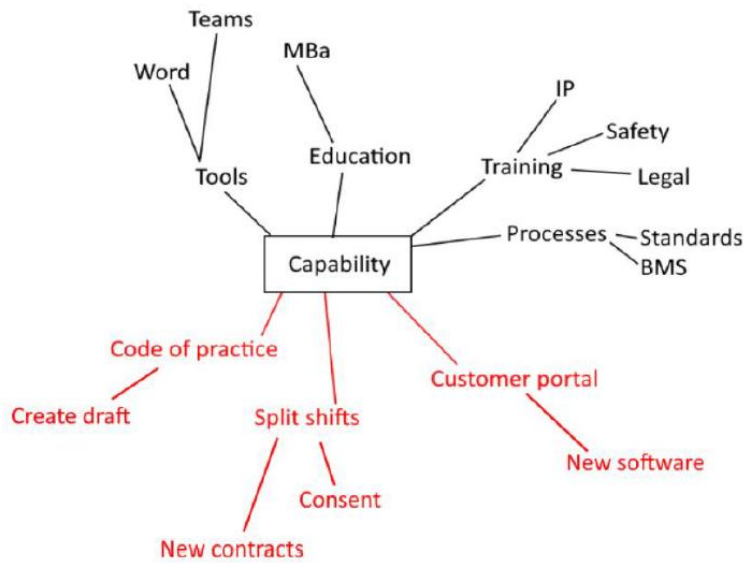 Teams
Word
MBa
IP
Safety
Education
Training
Tools
Legal
Processes
Standards
Capability
BMS
Code of practice
Customer portal
Create draft
Split shifts
New software
Consent
New contracts